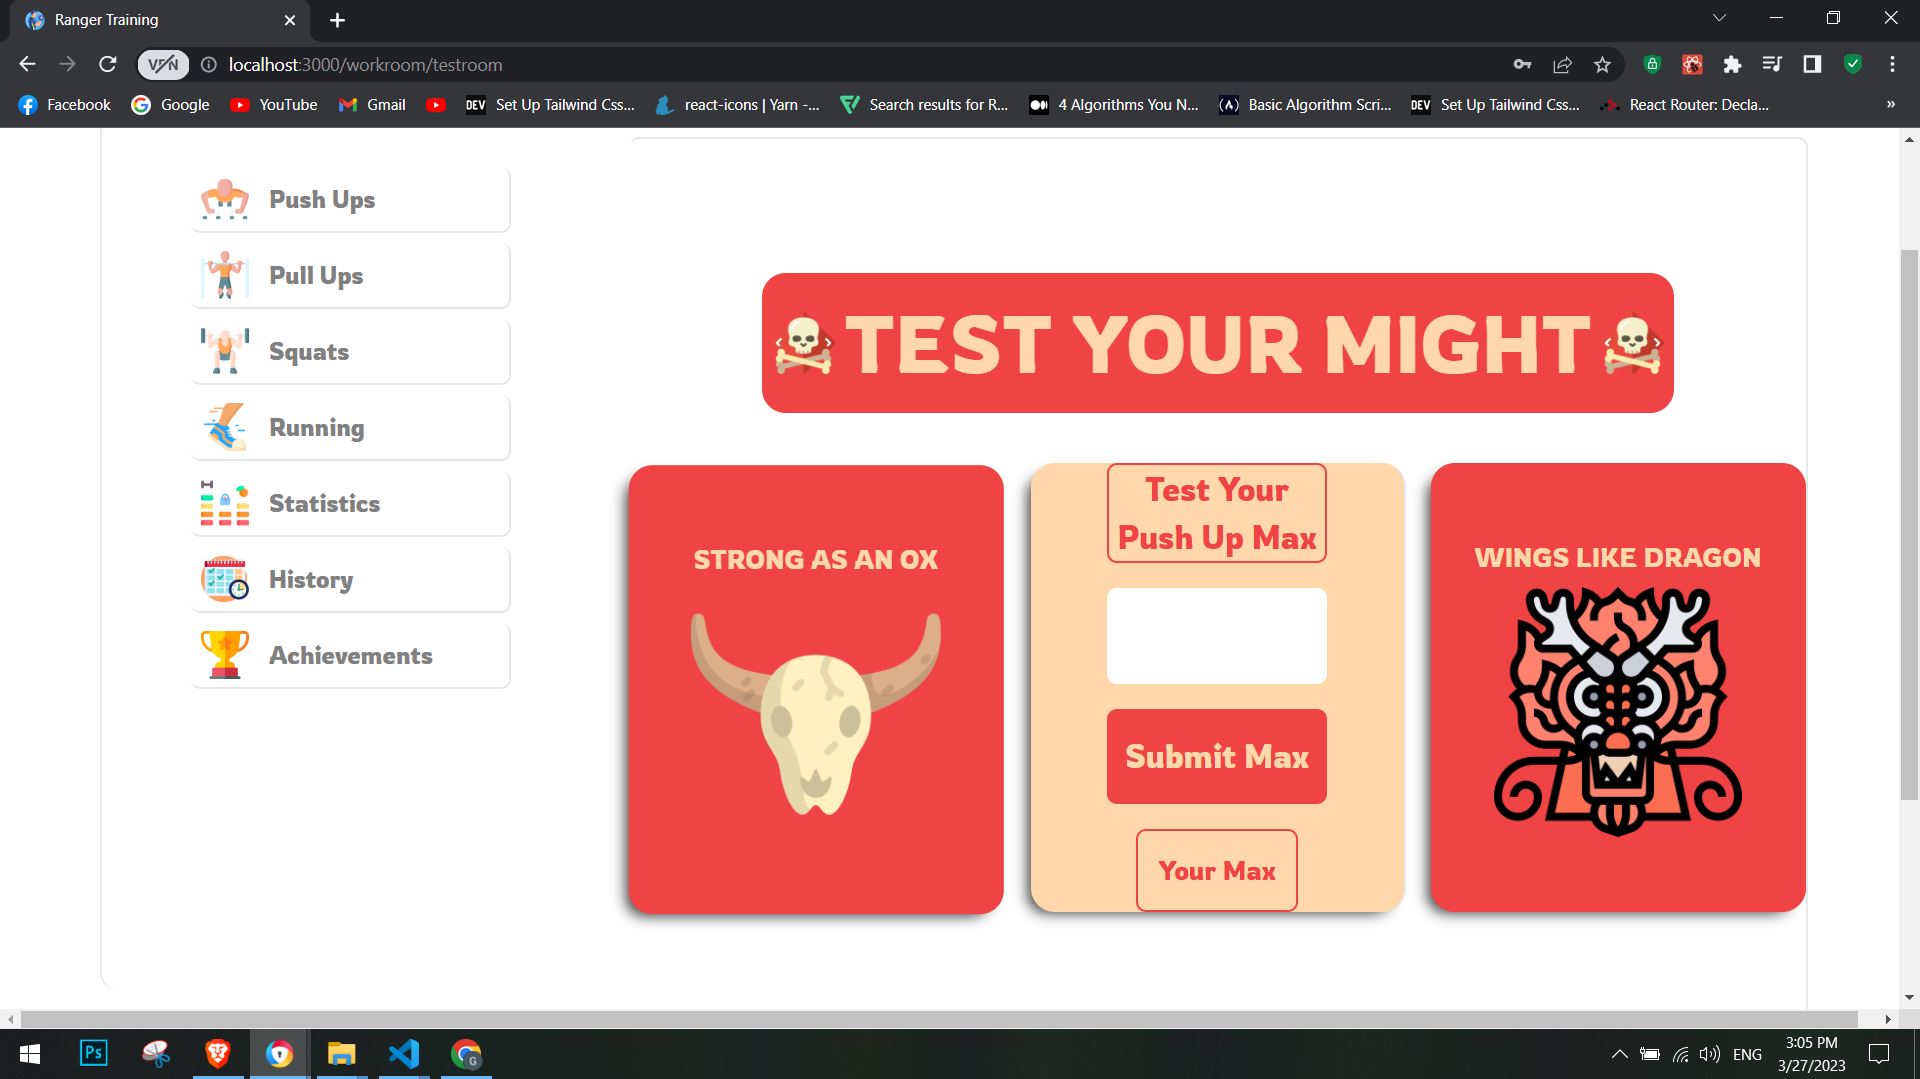 Ranger Training
VPN
localhost:3000/workroom/testroom
Facebook
Google
YouTube
Gmail
DEV Set Up Tailwind Css...
react-icons | Yarn -...
Search results for R...
4 Algorithms You N...
(A) Basic Algorithm Scri...
DEV Set Up Tailwind Css...
React Router: Decla...
»
Push Ups
Pull Ups
Squats
Running
Statistics
History
Achievements
TEST YOUR MIGHT
STRONG AS AN OX
Test Your
Push Up Max
Submit Max
Your Max
WINGS LIKE DRAGON
Ps
G
ENG
3:05 PM
3/27/2023